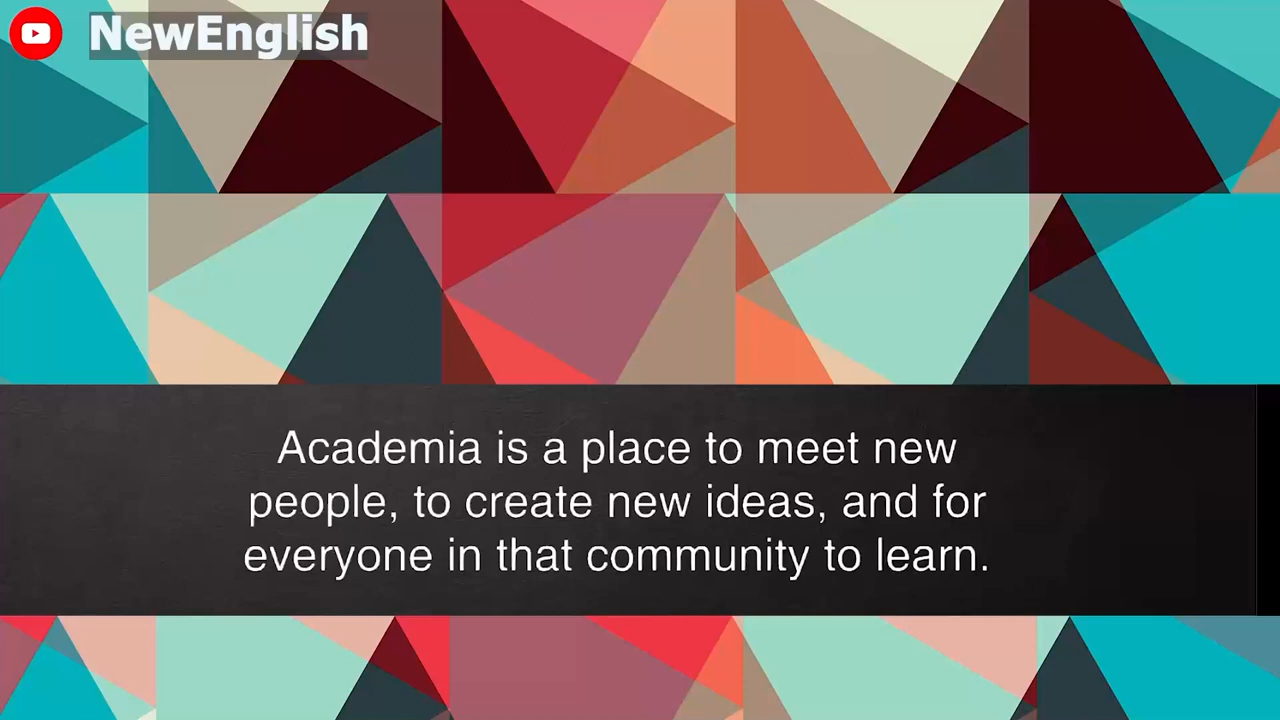 NewEnglish
Academia is a place to meet new
people, to create new ideas, and for
everyone in that community to learn.